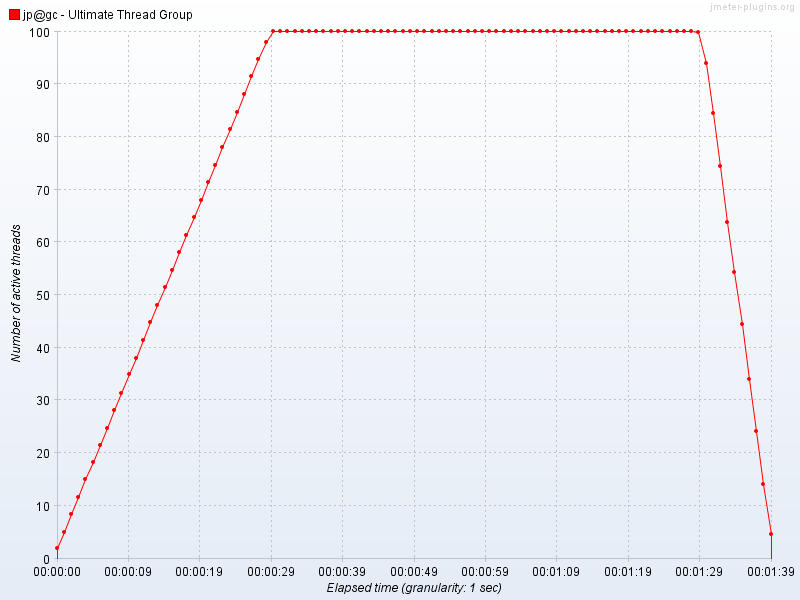 jmeter-plugins.org
jp@gc - Ultimate Thread Group
100
90
80
70
60
50
40
30
20
10
0
Number of active threads
00:00:00 00:00:09 00:00:19 00:00:29 00:00:39 00:00:49 00:00:59 00:01:09 00:01:19 00:01:29 00:01:39
Elapsed time (granularity: 1 sec)